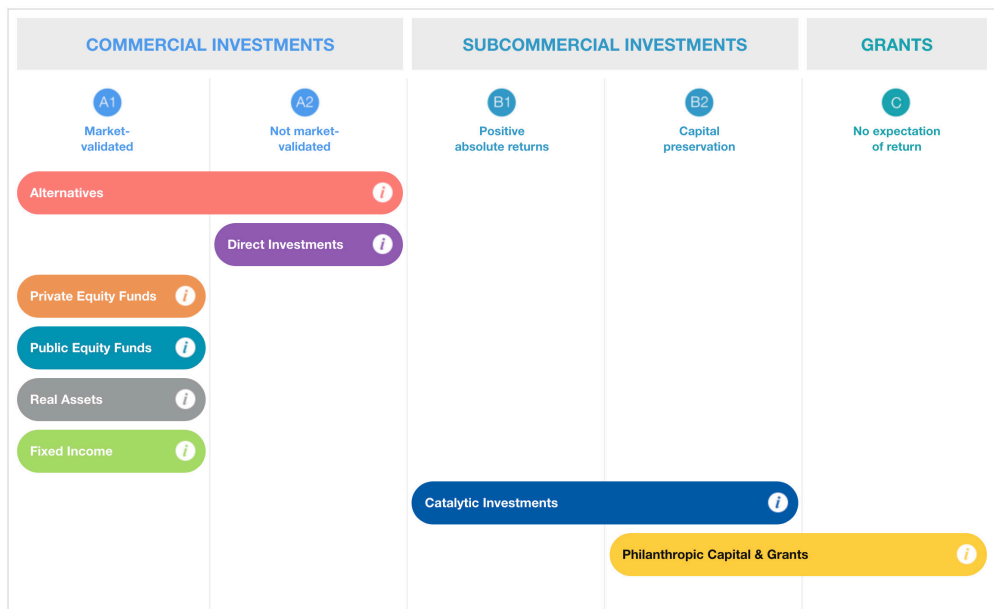 COMMERCIAL INVESTMENTS
SUBCOMMERCIAL INVESTMENTS
GRANTS
A1
A2
B1
B2
C
Market-
validated
Not market-
validated
Positive
absolute returns
Capital
preservation
No expectation
of return
Alternatives i
Direct Investments i
Private Equity Funds i
Public Equity Funds i
Real Assets i
Fixed Income i
Catalytic Investments i
Philanthropic Capital & Grants i